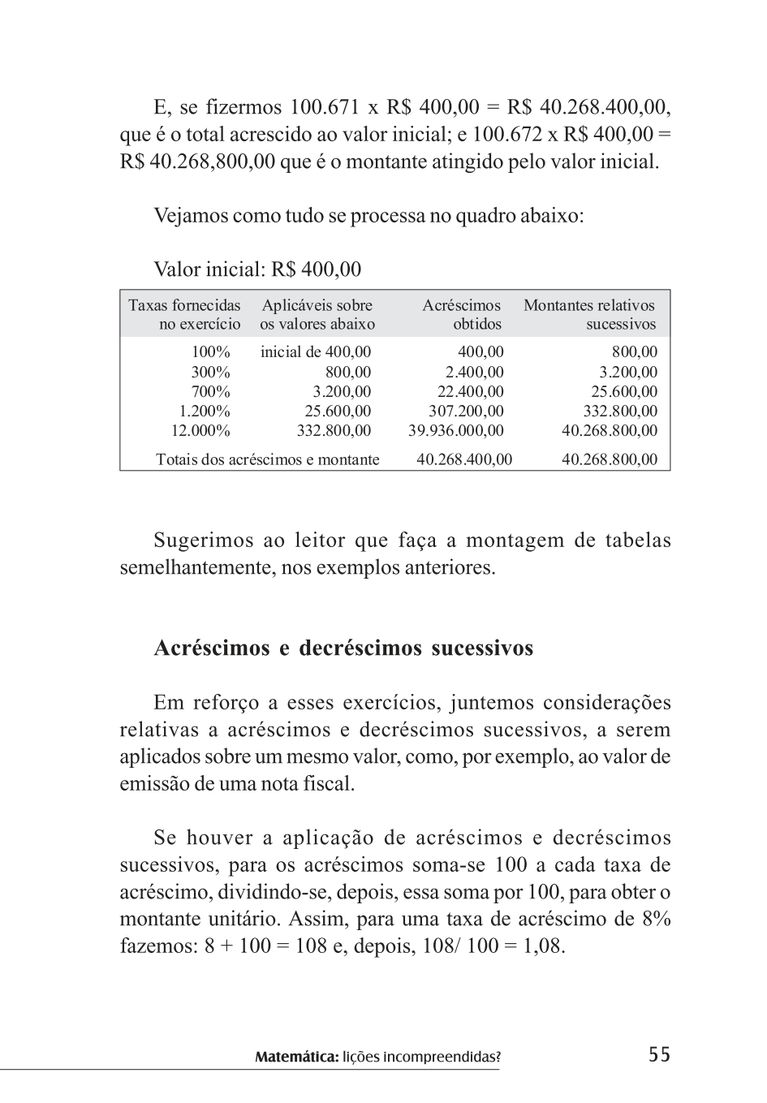 E, se fizermos 100.671 x R$ 400,00 = R$ 40.268.400,00,
que é o total acrescido ao valor inicial; e 100.672 x R$ 400,00 =
R$ 40.268,800,00 que é o montante atingido pelo valor inicial.
Vejamos como tudo se processa no quadro abaixo:
Valor inicial: R$ 400,00
Taxas fornecidas Aplicáveis sobre Acréscimos Montantes relativos
no exercício os valores abaixo obtidos sucessivos
100% inicial de 400,00 400,00 800,00
300% 800,00 2.400,00 3.200,00
700% 3.200,00 22.400,00 25.600,00
1.200% 25.600,00 307.200,00 332.800,00
12.000% 332.800,00 39.936.000,00 40.268.800,00
Totais dos acréscimos e montante 40.268.400,00 40.268.800,00
Sugerimos ao leitor que faça a montagem de tabelas
semelhantemente, nos exemplos anteriores.
Acréscimos e decréscimos sucessivos
Em reforço a esses exercícios, juntemos considerações
relativas a acréscimos e decréscimos sucessivos, a serem
aplicados sobre um mesmo valor, como, por exemplo, ao valor de
emissão de uma nota fiscal.
Se houver a aplicação de acréscimos e decréscimos
sucessivos, para os acréscimos soma-se 100 a cada taxa de
acréscimo, dividindo-se, depois, essa soma por 100, para obter o
montante unitário. Assim, para uma taxa de acréscimo de 8%
fazemos: 8 + 100 = 108 e, depois, 108/ 100 = 1,08.
Matemática: lições incompreendidas? 55